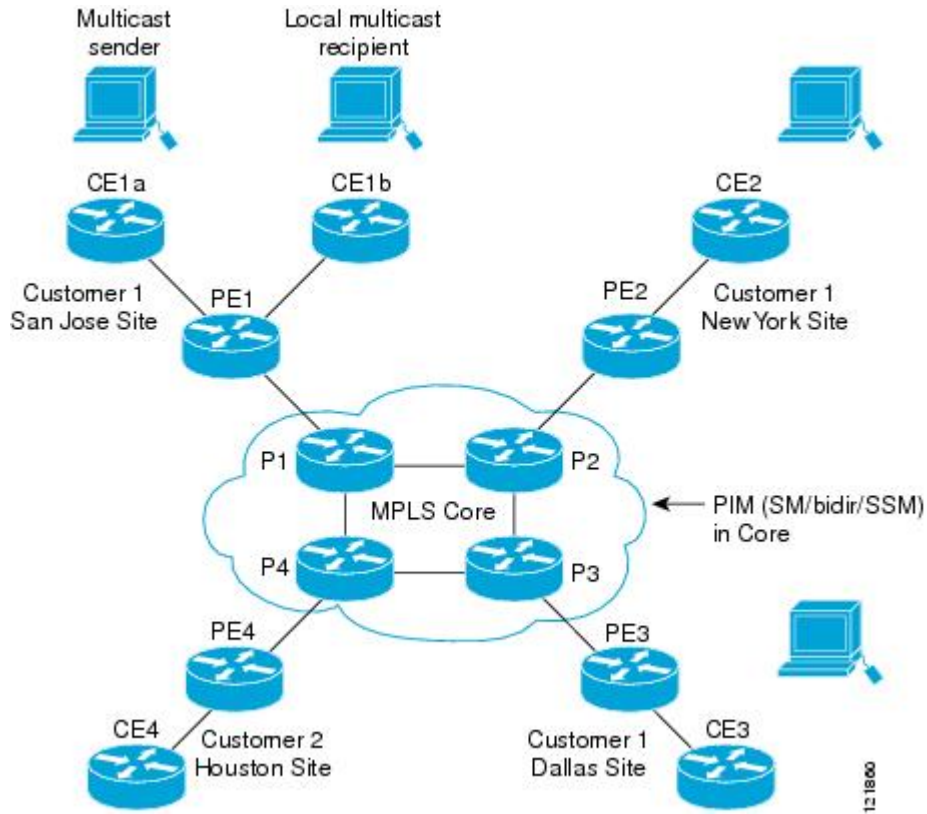 Multicast
sender
Local multicast
recipient
CE1a
CE1b
CE2
Customer 1
San Jose Site
PE1
PE2
Customer 1
New York Site
P1
P2
MPLS Core
PIM (SM/bidir/SSM)
in Core
P4
P3
PE4
PE3
CE4
Customer 2
Houston Site
Customer 1
Dallas Site
CE3
121860